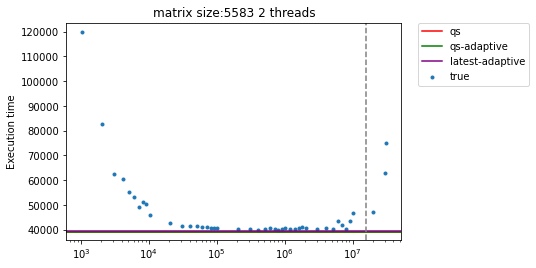 matrix size:5583 2 threads
Execution time
120000
110000
100000
90000
80000
70000
60000
50000
40000
10³
10⁴
10⁵
10⁶
10⁷
qs
qs-adaptive
latest-adaptive
true